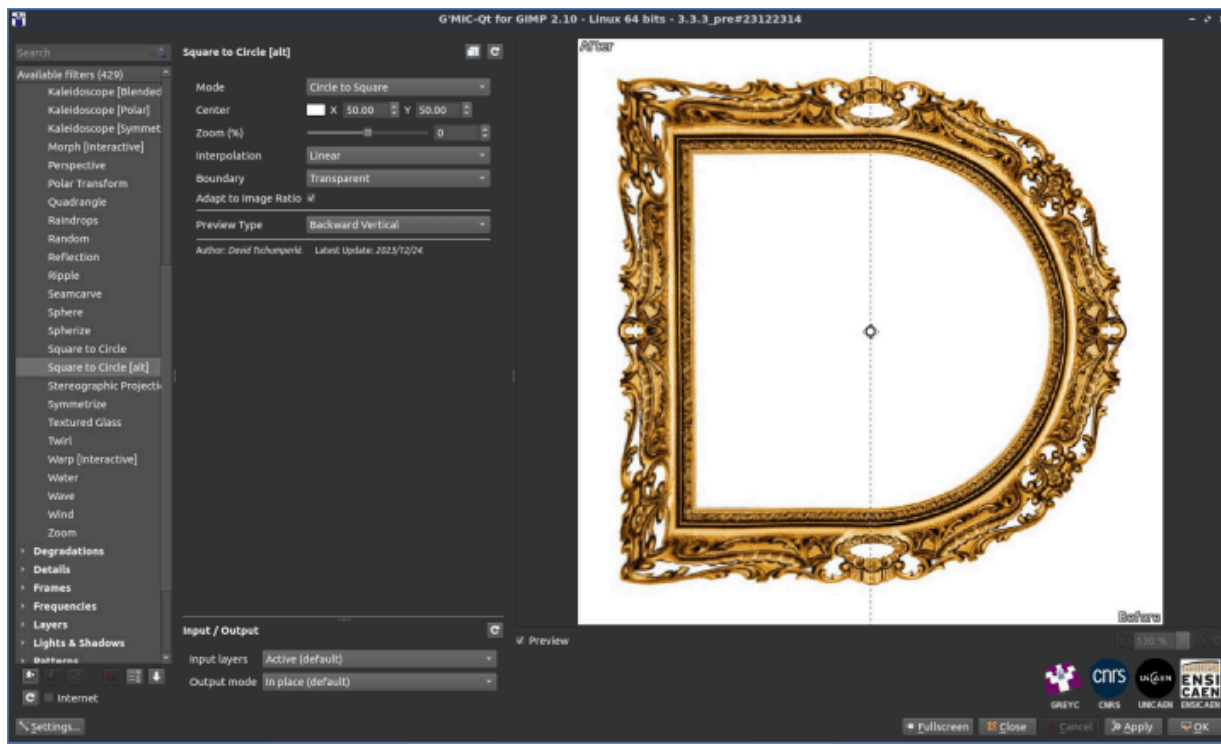 G'MIC-Qt for GIMP 2.10 - Linux 64 bits - 3.3.3_pre#23122314
Search
Available filters (429)
Kaleidoscope [Blended
Kaleidoscope [Polar]
Kaleidoscope [Symmet
Morph [Interactive]
Perspective
Polar Transform
Quadrangle
Raindrops
Random
Reflection
Ripple
Seamcarve
Sphere
Spherize
Square to Circle
Square to Circle [alt]
Stereographic Projecti
Symmetrize
Textured Glass
Twirl
Warp [Interactive]
Water
Wave
Wind
Zoom
Degradations
Details
Frames
Frequencies
Layers
Lights & Shadows
Patterns
Internet
Settings...
Square to Circle [alt]
Mode Circle to Square
Center X 50.00 Y 50.00
Zoom (%) 0
Interpolation Linear
Boundary Transparent
Adapt to Image Ratio
Preview Type Backward Vertical
Author: David Tschumperlé. Latest Update: 2023/12/24.
Input / Output
Input layers Active (default)
Output mode In place (default)
After
Before
Preview
130 %
GREYC
cnrs
CNRS
UNICAEN
UNICAEN
ENSI
CAEN
ENSICAEN
Fullscreen
Close
Cancel
Apply
OK